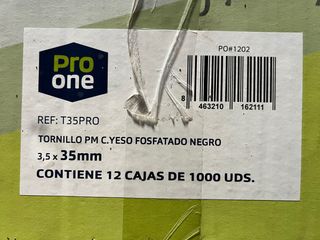 pro
one
PO#1202
8 463210 162111
REF: T35PRO
TORNILLO PM C.YESO FOSFATADO NEGRO
3,5 x 35mm
CONTIENE 12 CAJAS DE 1000 UDS.